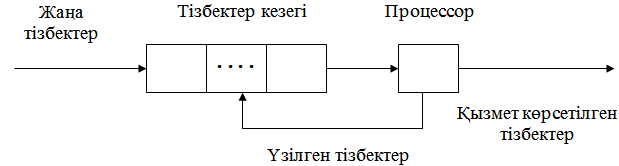 Жаңа
тізбектер
Тізбектер кезегі
Процессор
....
Қызмет көрсетілген
тізбектер
Үзілген тізбектер